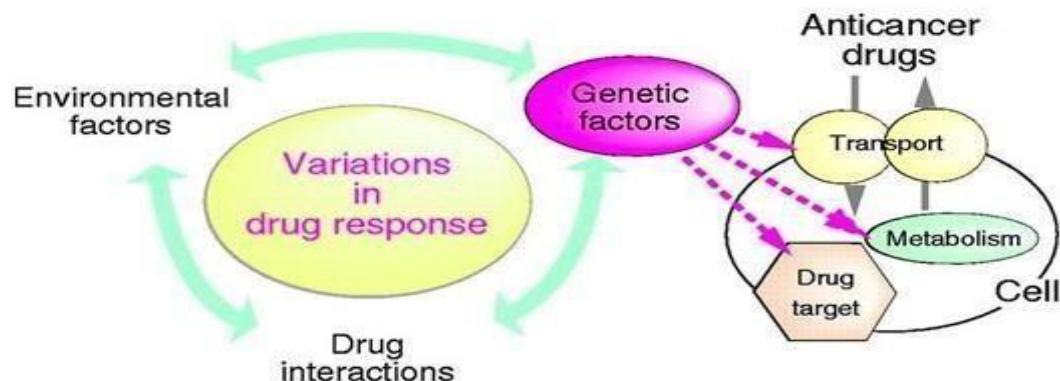 Environmental
factors
Variations
in
drug response
Drug
interactions
Genetic
factors
Anticancer
drugs
Transport
Metabolism
Drug
target
Cell